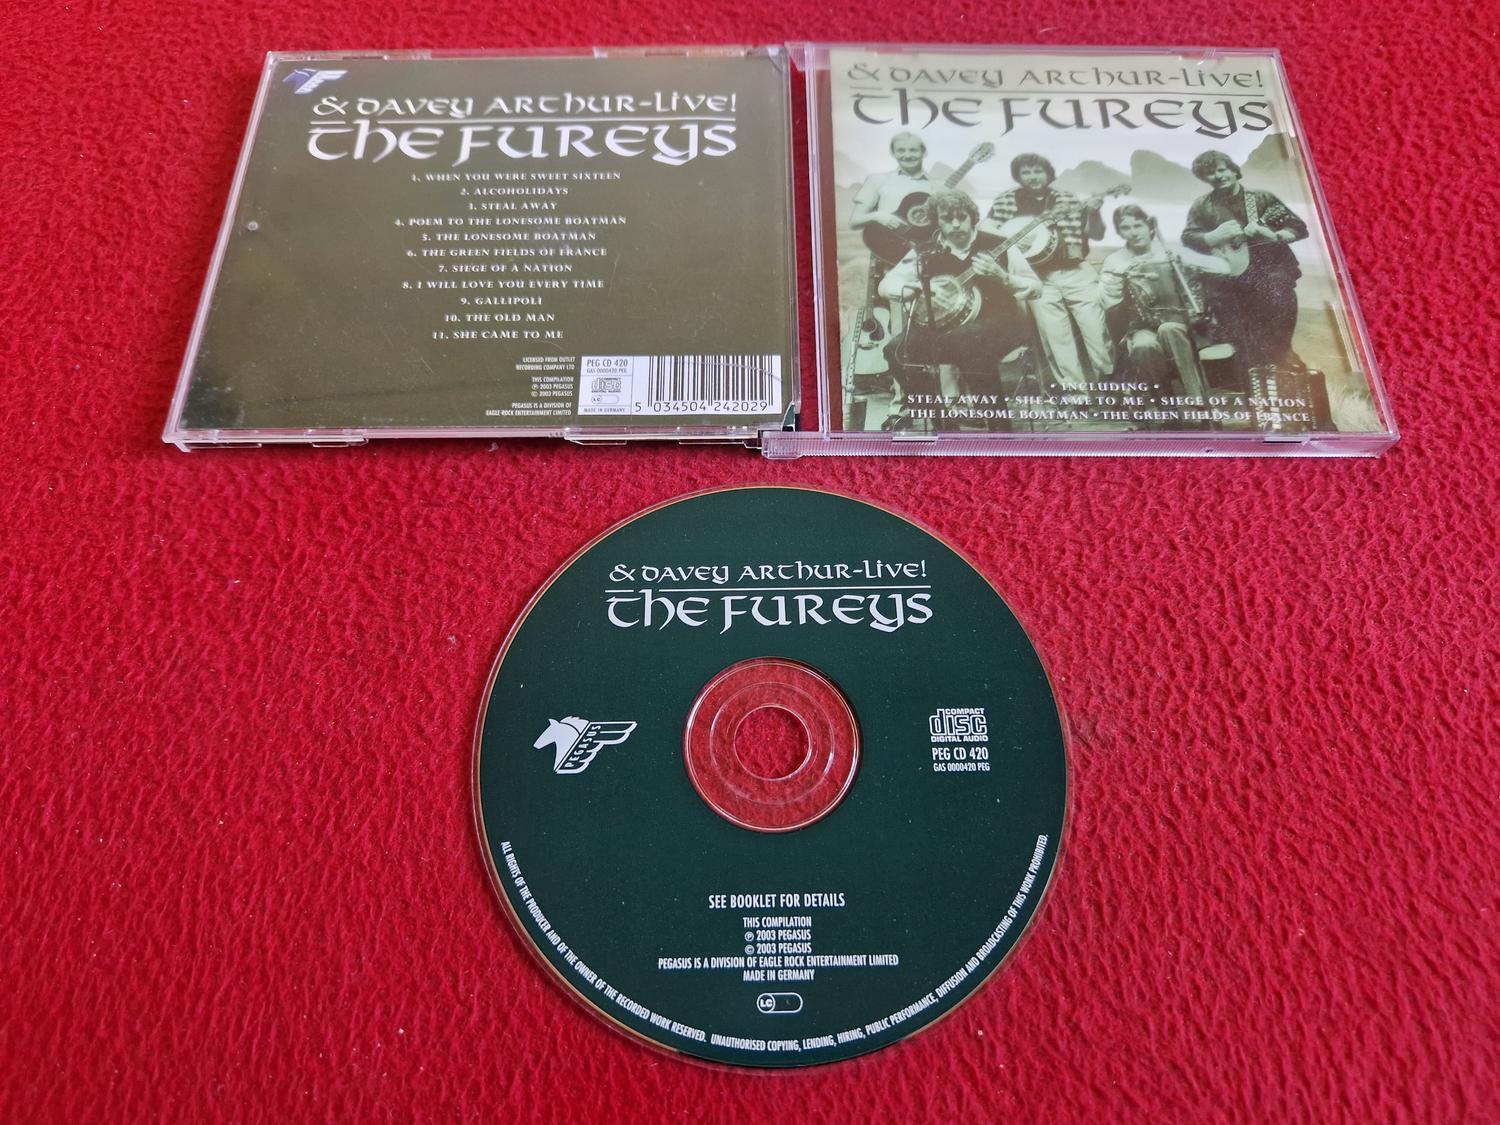 & DAVEY ARTHUR-LIVE!
THE FUREYS
1. WHEN YOU WERE SWEET SIXTEEN
2. ALCOHOLIDAYS
3. STEAL AWAY
4. POEM TO THE LONESOME BOATMAN
5. THE LONESOME BOATMAN
6. THE GREEN FIELDS OF FRANCE
7. SIEGE OF A NATION
8. I WILL LOVE YOU EVERY TIME
9. GALLIPOLI
10. THE OLD MAN
11. SHE CAME TO ME
LICENSED FROM OUTLET
RECORDING COMPANY LTD
THIS COMPILATION
℗ 2003 PEGASUS
© 2003 PEGASUS
PEGASUS IS A DIVISION OF
EAGLE ROCK ENTERTAINMENT LIMITED
PEG CD 420
GAS 0000420 PEG
COMPACT
disc
DIGITAL AUDIO
LC
MADE IN GERMANY
5 034504 242029
& DAVEY ARTHUR-LIVE!
THE FUREYS
• INCLUDING •
STEAL AWAY • SHE CAME TO ME • SIEGE OF A NATION
THE LONESOME BOATMAN • THE GREEN FIELDS OF FRANCE
& DAVEY ARTHUR-LIVE!
THE FUREYS
PEGASUS
COMPACT
disc
DIGITAL AUDIO
PEG CD 420
GAS 0000420 PEG
SEE BOOKLET FOR DETAILS
THIS COMPILATION
℗ 2003 PEGASUS
© 2003 PEGASUS
PEGASUS IS A DIVISION OF EAGLE ROCK ENTERTAINMENT LIMITED
MADE IN GERMANY
LC
ALL RIGHTS OF THE PRODUCER AND OF THE OWNER OF THE RECORDED WORK RESERVED. UNAUTHORISED COPYING, LENDING, HIRING, PUBLIC PERFORMANCE, DIFFUSION AND BROADCASTING OF THIS WORK PROHIBITED.